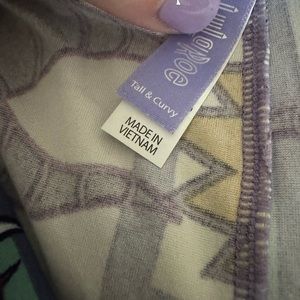 LuLaRoe
Tall & Curvy
MADE IN
VIETNAM